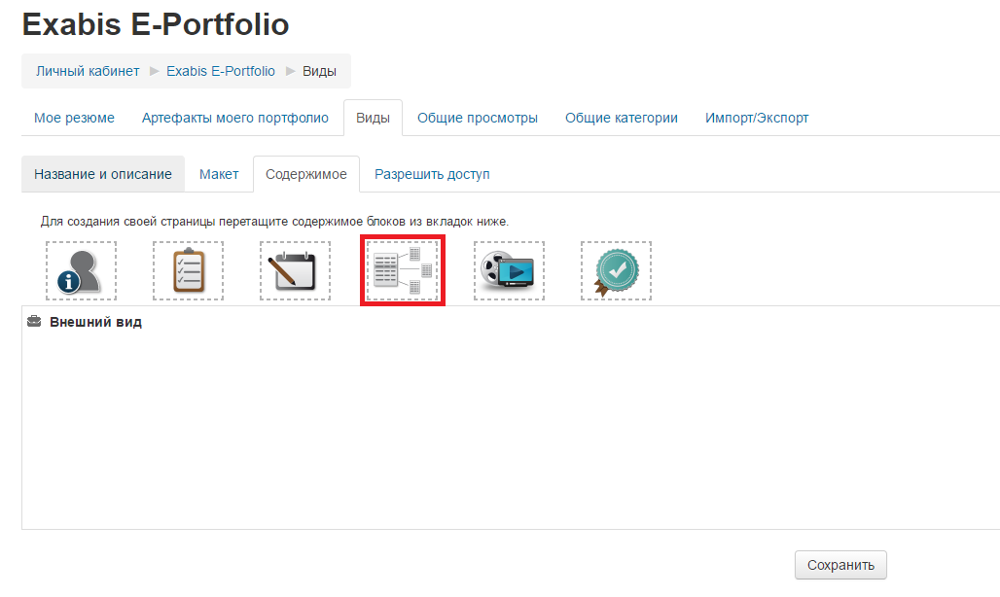 Exabis E-Portfolio
Личный кабинет ► Exabis E-Portfolio ► Виды
Мое резюме Артефакты моего портфолио Виды Общие просмотры Общие категории Импорт/Экспорт
Название и описание Макет Содержимое Разрешить доступ
Для создания своей страницы перетащите содержимое блоков из вкладок ниже.
Внешний вид
Сохранить